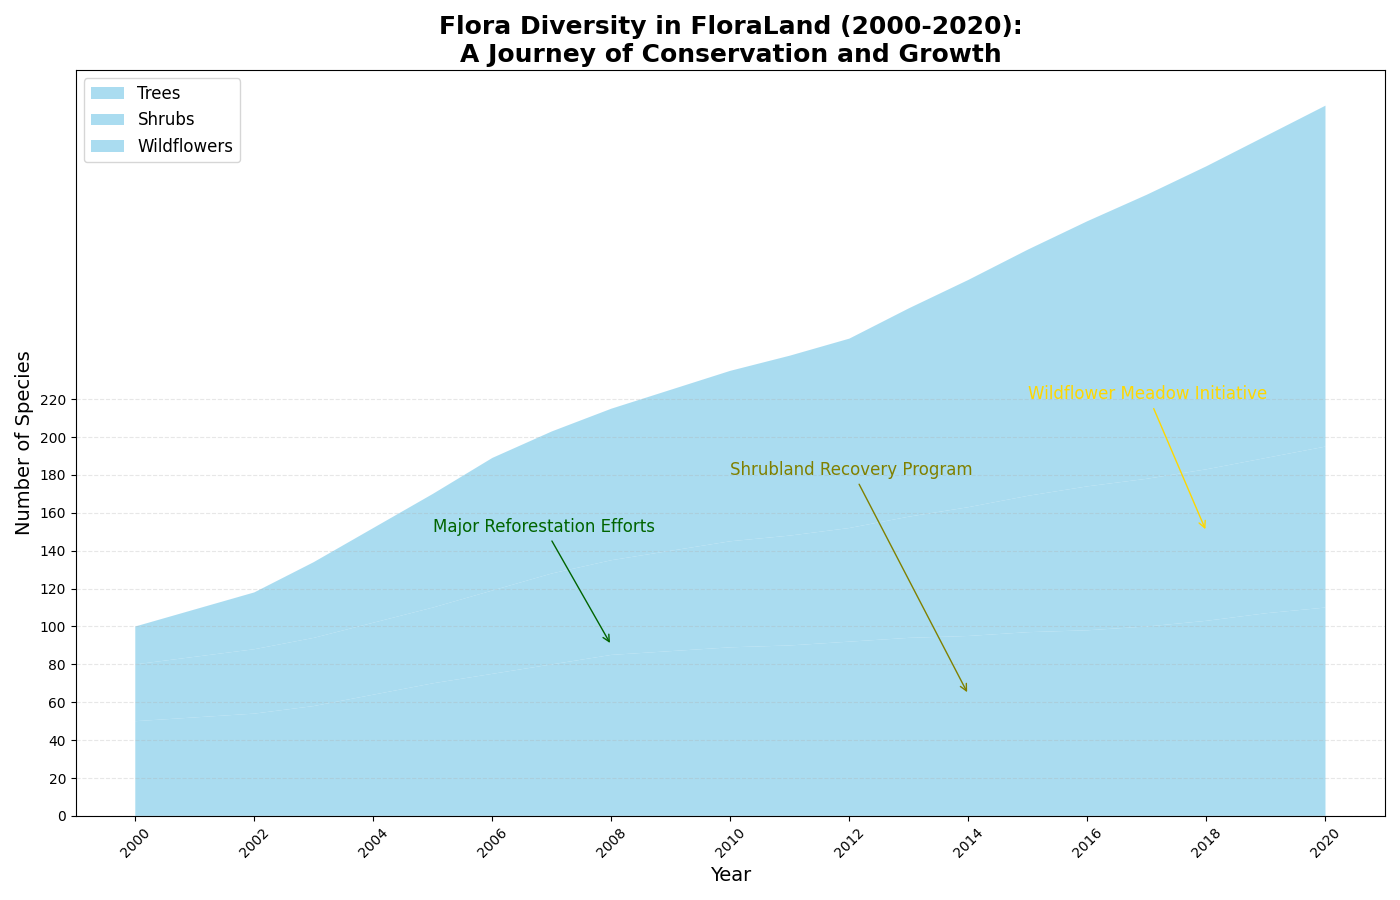 Flora Diversity in FloraLand (2000-2020):
A Journey of Conservation and Growth
Trees
Shrubs
Wildflowers
Number of Species
220
200
180
160
140
120
100
80
60
40
20
0
Wildflower Meadow Initiative
Shrubland Recovery Program
Major Reforestation Efforts
2000
2002
2004
2006
2008
2010
2012
2014
2016
2018
2020
Year